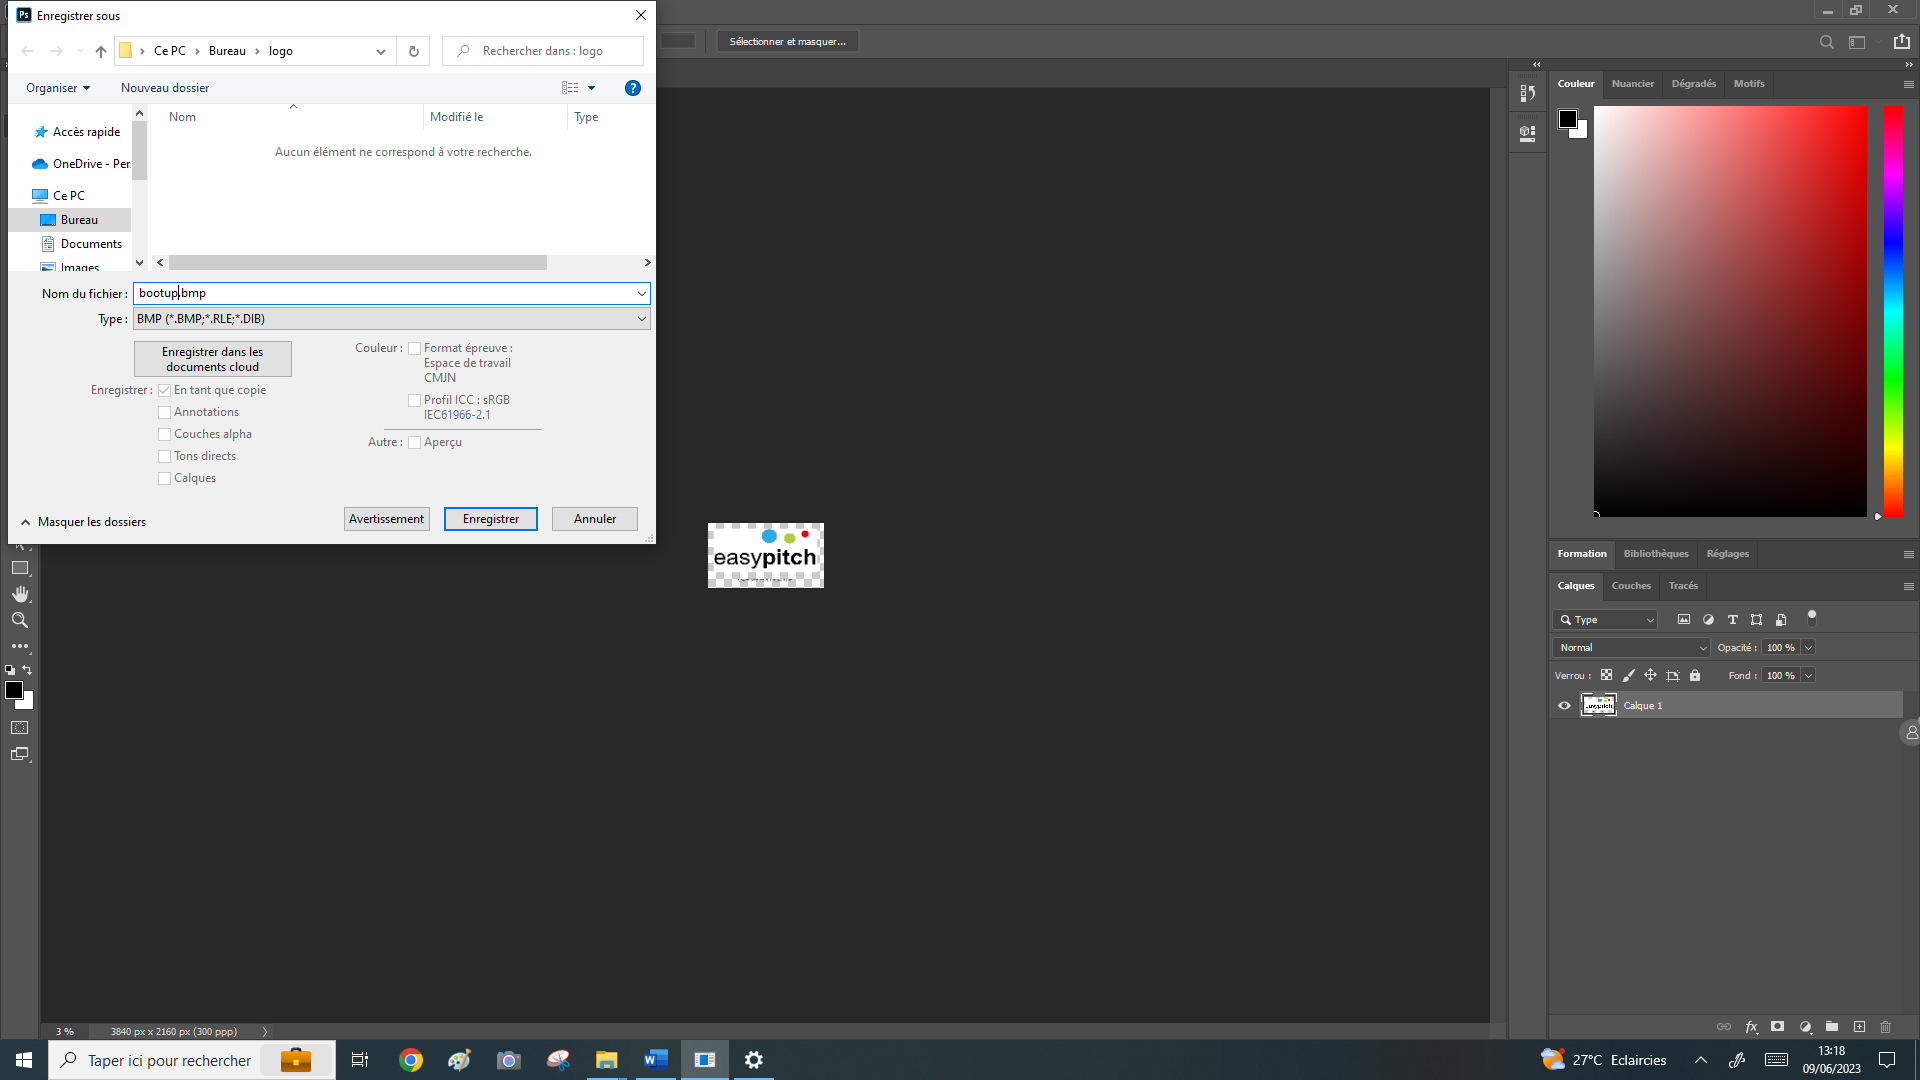 Ps Enregistrer sous
Ce PC > Bureau > logo
Rechercher dans : logo
Organiser
Nouveau dossier
Nom
Modifié le
Type
Aucun élément ne correspond à votre recherche.
Accès rapide
OneDrive - Per
Ce PC
Bureau
Documents
Images
Nom du fichier :
bootup.bmp
Type :
BMP (*.BMP;*.RLE;*.DIB)
Enregistrer dans les
documents cloud
Enregistrer :
En tant que copie
Annotations
Couches alpha
Tons directs
Calques
Couleur :
Format épreuve :
Espace de travail
CMJN
Profil ICC : sRGB
IEC61966-2.1
Autre :
Aperçu
Masquer les dossiers
Avertissement
Enregistrer
Annuler
Sélectionner et masquer...
easypitch
Couleur
Nuancier
Dégradés
Motifs
Formation
Bibliothèques
Réglages
Calques
Couches
Tracés
Type
Normal
Opacité : 100 %
Verrou :
Fond : 100 %
easypitch
Calque 1
fx
3 %
3840 px x 2160 px (300 ppp)
Taper ici pour rechercher
27°C Eclaircies
13:18
09/06/2023